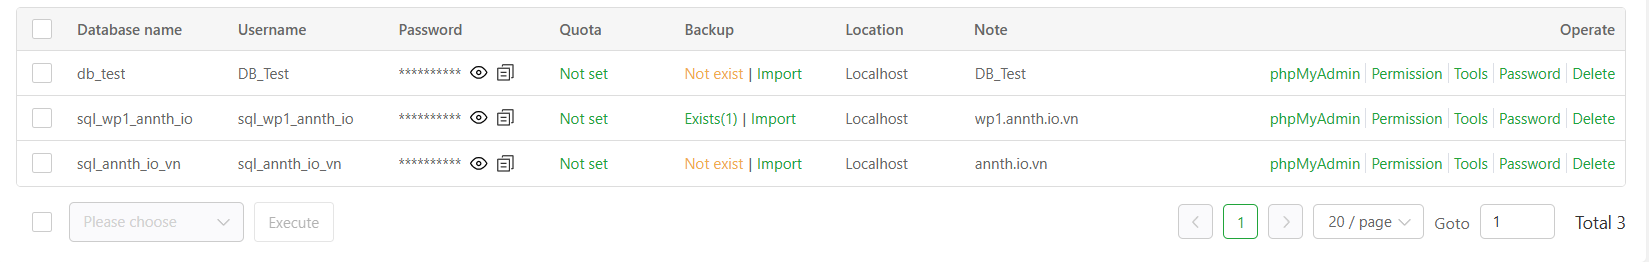 Database name Username Password Quota Backup Location Note Operate
db_test DB_Test ********** Not set Not exist | Import Localhost DB_Test phpMyAdmin | Permission | Tools | Password | Delete
sql_wp1_annth_io sql_wp1_annth_io ********** Not set Exists(1) | Import Localhost wp1.annth.io.vn phpMyAdmin | Permission | Tools | Password | Delete
sql_annth_io_vn sql_annth_io_vn ********** Not set Not exist | Import Localhost annth.io.vn phpMyAdmin | Permission | Tools | Password | Delete
Please choose Execute 1 20 / page Goto 1 Total 3